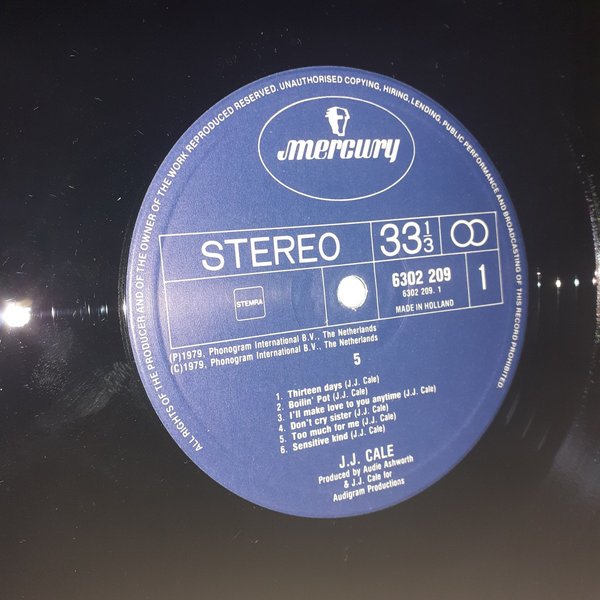 ALL RIGHTS OF THE PRODUCER AND OF THE OWNER OF THE WORK REPRODUCED RESERVED. UNAUTHORISED COPYING, HIRING, LENDING, PUBLIC PERFORMANCE AND BROADCASTING OF THIS RECORD PROHIBITED.
mercury
STEREO
33 1/3
STEMRA
6302 209
6302 209. 1
MADE IN HOLLAND
1
(P)1979, Phonogram International B.V., The Netherlands
(C)1979, Phonogram International B.V., The Netherlands
5
1. Thirteen days (J.J. Cale)
2. Boilin' Pot (J.J. Cale)
3. I'll make love to you anytime (J.J. Cale)
4. Don't cry sister (J.J. Cale)
5. Too much for me (J.J. Cale)
6. Sensitive kind (J.J. Cale)
J.J. CALE
Produced by Audie Ashworth
& J.J. Cale for
Audigram Productions